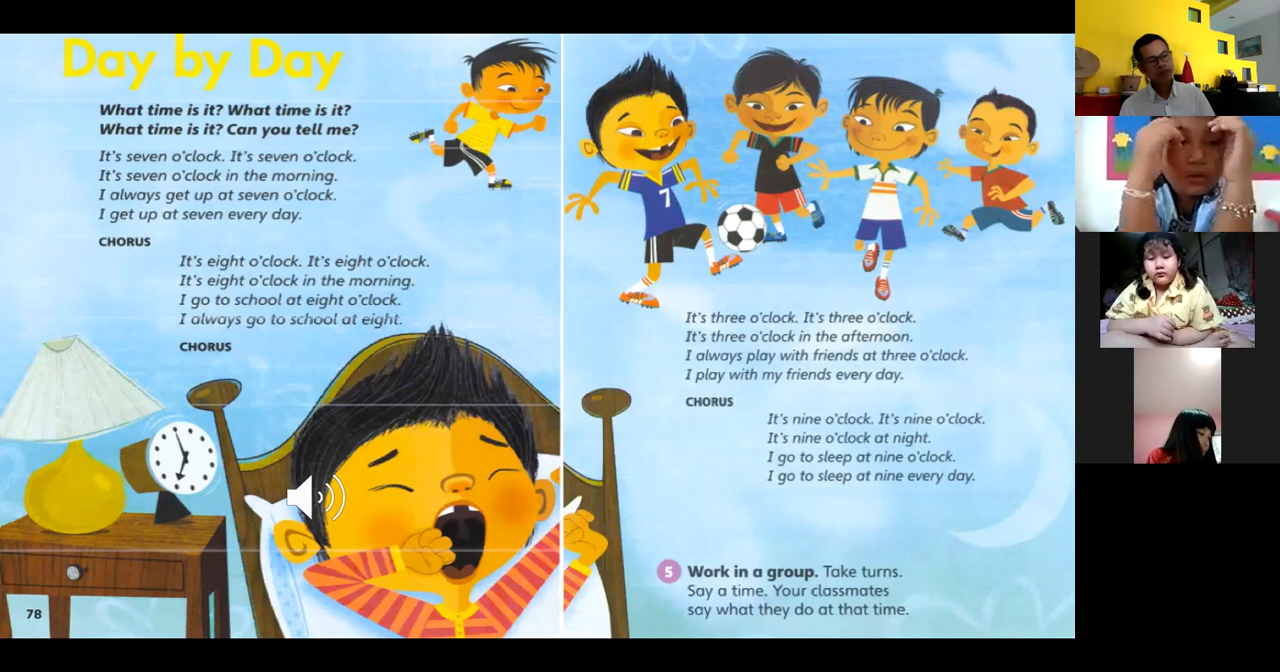 Day by Day
What time is it? What time is it?
What time is it? Can you tell me?
It's seven o'clock. It's seven o'clock.
It's seven o'clock in the morning.
I always get up at seven o'clock.
I get up at seven every day.
CHORUS
It's eight o'clock. It's eight o'clock.
It's eight o'clock in the morning.
I go to school at eight o'clock.
I always go to school at eight.
CHORUS
78
7
It's three o'clock. It's three o'clock.
It's three o'clock in the afternoon.
I always play with friends at three o'clock.
I play with my friends every day.
CHORUS
It's nine o'clock. It's nine o'clock.
It's nine o'clock at night.
I go to sleep at nine o'clock.
I go to sleep at nine every day.
5 Work in a group. Take turns.
Say a time. Your classmates
say what they do at that time.